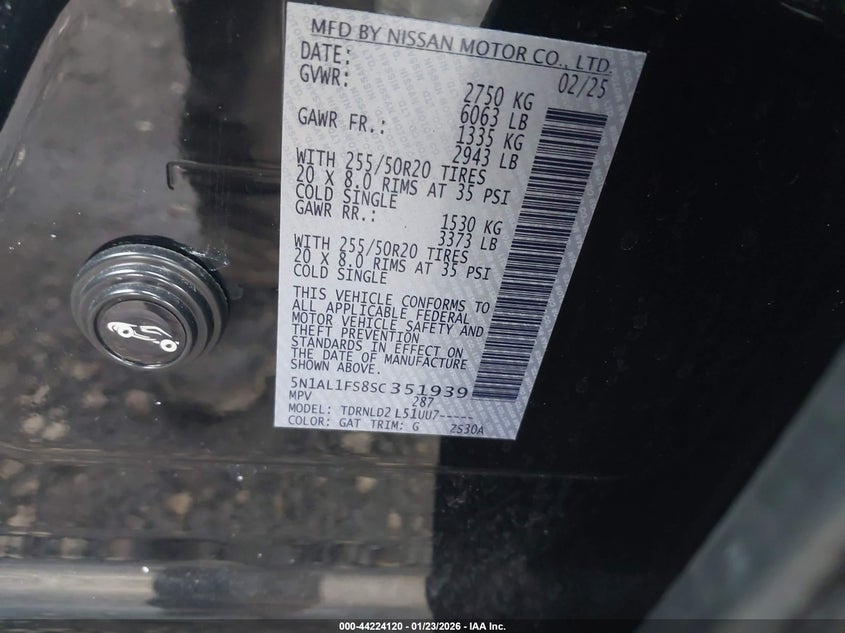 MFD BY NISSAN MOTOR CO., LTD.
DATE: 02/25
GVWR: 2750 KG
6063 LB
GAWR FR.: 1335 KG
2943 LB
WITH 255/50R20 TIRES
20 X 8.0 RIMS AT 35 PSI
COLD SINGLE
GAWR RR.: 1530 KG
3373 LB
WITH 255/50R20 TIRES
20 X 8.0 RIMS AT 35 PSI
COLD SINGLE
THIS VEHICLE CONFORMS TO
ALL APPLICABLE FEDERAL
MOTOR VEHICLE SAFETY AND
THEFT PREVENTION
STANDARDS IN EFFECT ON
THE DATE OF MANUFACTURE
SHOWN ABOVE.
5N1AL1FS8SC351939
MPV 287
MODEL: TDRNLD2 L51UU7-----
COLOR: GAT TRIM: G 2S30A
000-44224120 - 01/23/2026 - IAA Inc.